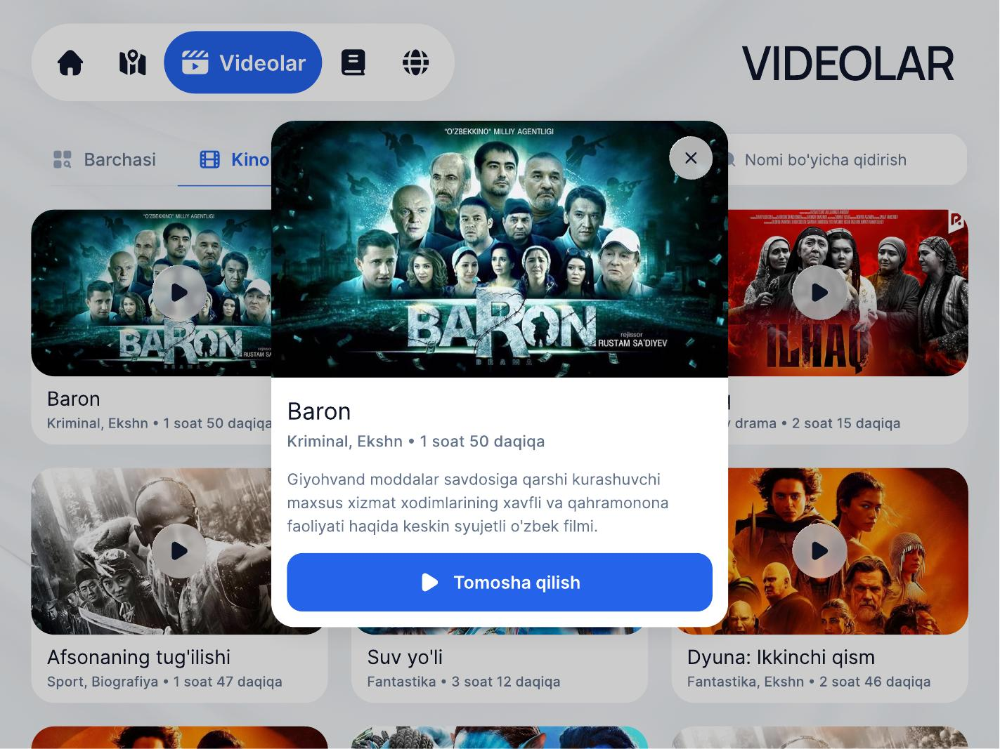 Videolar
VIDEOLAR
Barchasi
Kino
Nomi bo'yicha qidirish
"O'ZBEKKINO" MILLIY AGENTLIGI
BARON
rejissor
RUSTAM SA'DIYEV
DRAMA
Baron
Kriminal, Ekshn • 1 soat 50 daqiqa
Giyohvand moddalar savdosiga qarshi kurashuvchi
maxsus xizmat xodimlarining xavfli va qahramonona
faoliyati haqida keskin syujetli o'zbek filmi.
Tomosha qilish
"O'ZBEKKINO" MILLIY AGENTLIGI
BARON
rejissor
RUSTAM SA
DRAMA
Baron
Kriminal, Ekshn • 1 soat 50 daqiqa
ILHAQ
drama • 2 soat 15 daqiqa
Afsonaning tug'ilishi
Sport, Biografiya • 1 soat 47 daqiqa
Suv yo'li
Fantastika • 3 soat 12 daqiqa
Dyuna: Ikkinchi qism
Fantastika, Ekshn • 2 soat 46 daqiqa